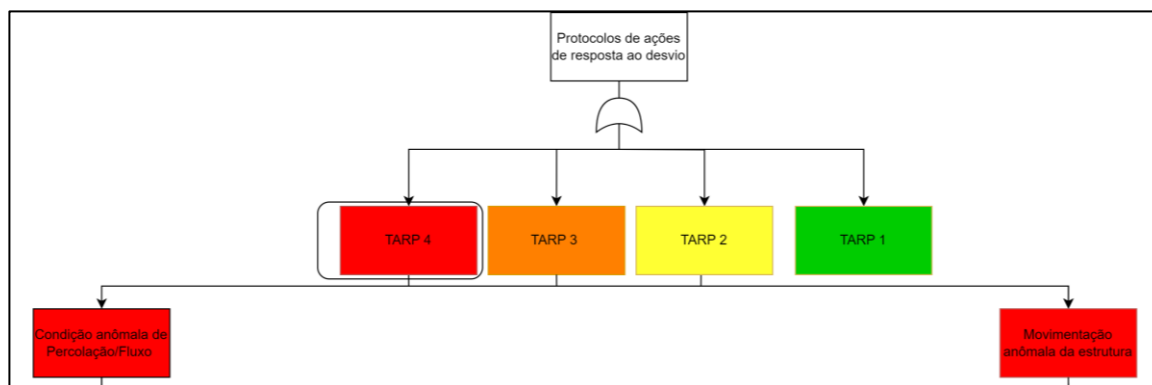 Protocolos de ações
de resposta ao desvio
TARP 4
TARP 3
TARP 2
TARP 1
Condição anômala de
Percolação/Fluxo
Movimentação
anômala da estrutura